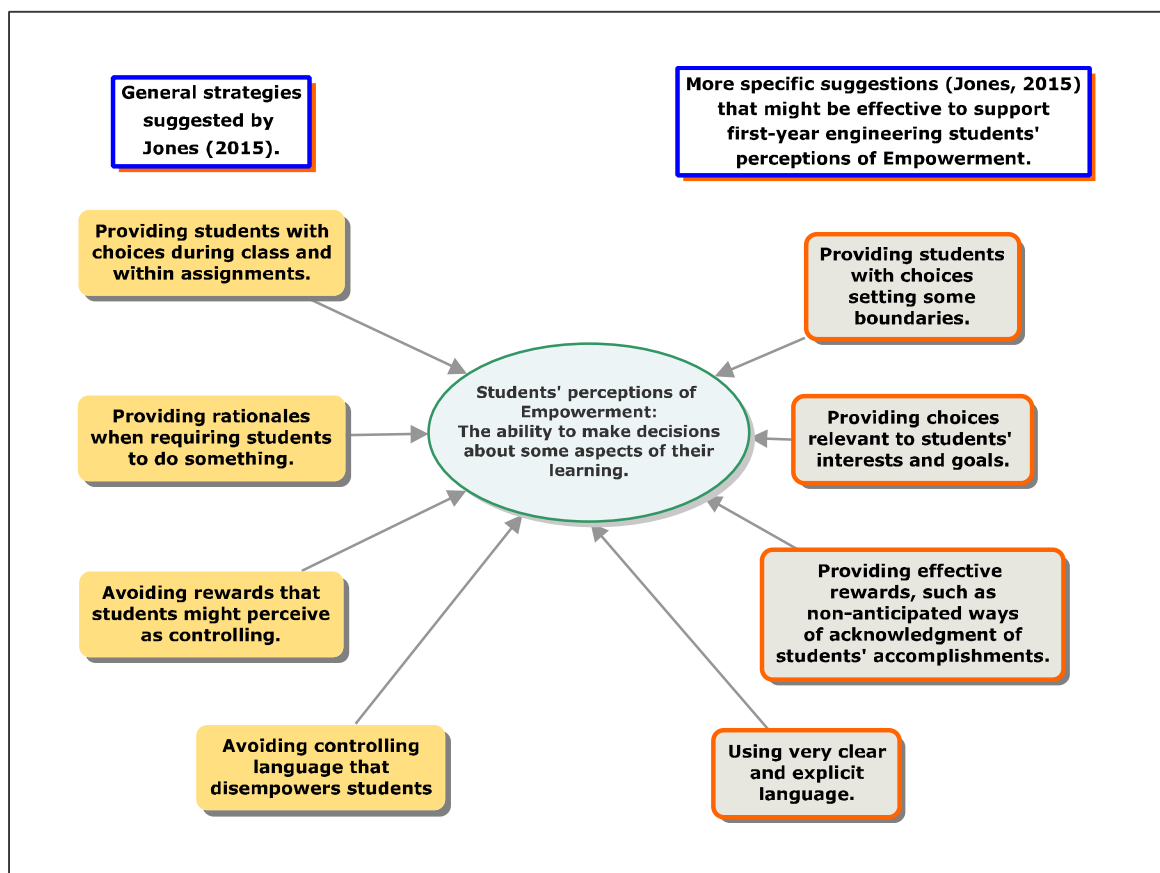 General strategies
suggested by
Jones (2015).
More specific suggestions (Jones, 2015)
that might be effective to support
first-year engineering students'
perceptions of Empowerment.
Providing students with
choices during class and
within assignments.
Providing rationales
when requiring students
to do something.
Avoiding rewards that
students might perceive
as controlling.
Avoiding controlling
language that
disempowers students
Students' perceptions of
Empowerment:
The ability to make decisions
about some aspects of their
learning.
Providing students
with choices
setting some
boundaries.
Providing choices
relevant to students'
interests and goals.
Providing effective
rewards, such as
non-anticipated ways
of acknowledgment of
students' accomplishments.
Using very clear
and explicit
language.